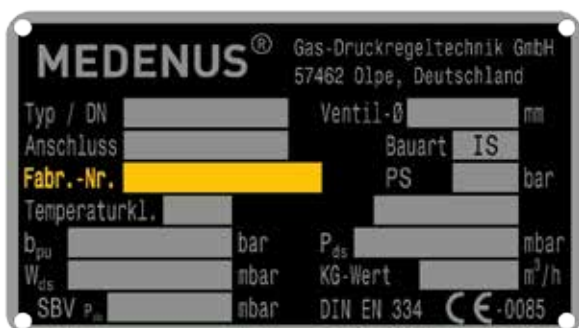 MEDENUS® Gas-Druckregeltechnik GmbH
57462 Olpe, Deutschland
Typ / DN Ventil-Ø mm
Anschluss Bauart IS
Fabr.-Nr. PS bar
Temperaturkl.
bpu bar Pds mbar
Wds mbar KG-Wert m³/h
SBV mbar DIN EN 334 CE-0085